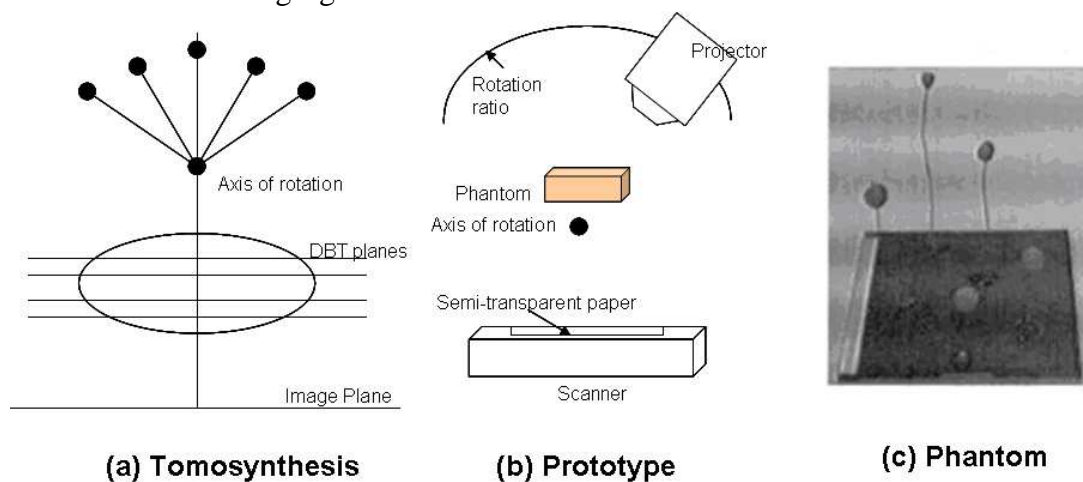 Axis of rotation
DBT planes
Image Plane
(a) Tomosynthesis
Projector
Rotation
ratio
Phantom
Axis of rotation
Semi-transparent paper
Scanner
(b) Prototype
(c) Phantom